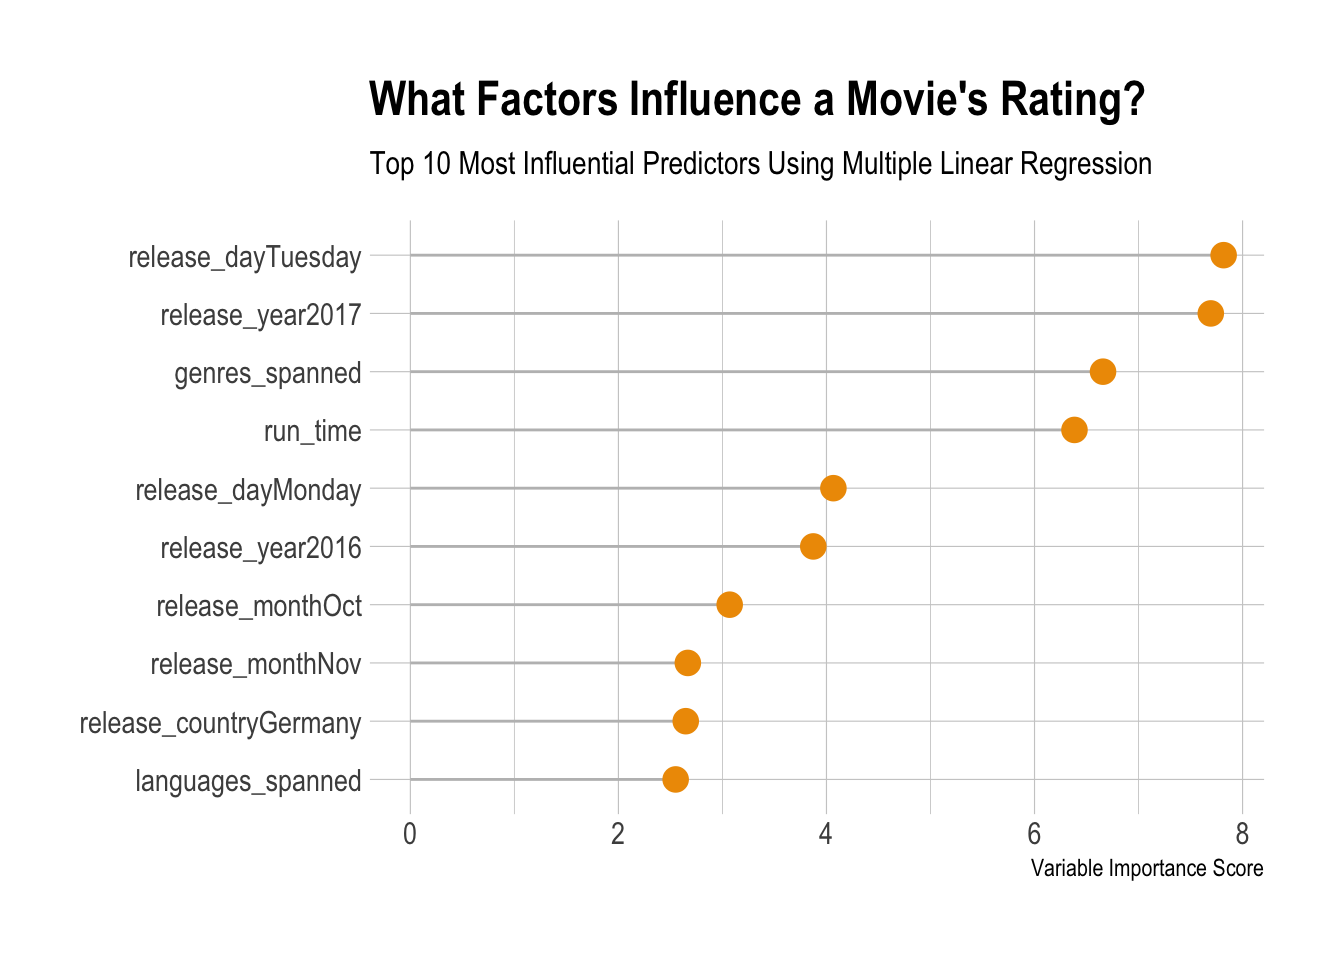 What Factors Influence a Movie's Rating?
Top 10 Most Influential Predictors Using Multiple Linear Regression
release_dayTuesday
release_year2017
genres_spanned
run_time
release_dayMonday
release_year2016
release_monthOct
release_monthNov
release_countryGermany
languages_spanned
0 2 4 6 8
Variable Importance Score